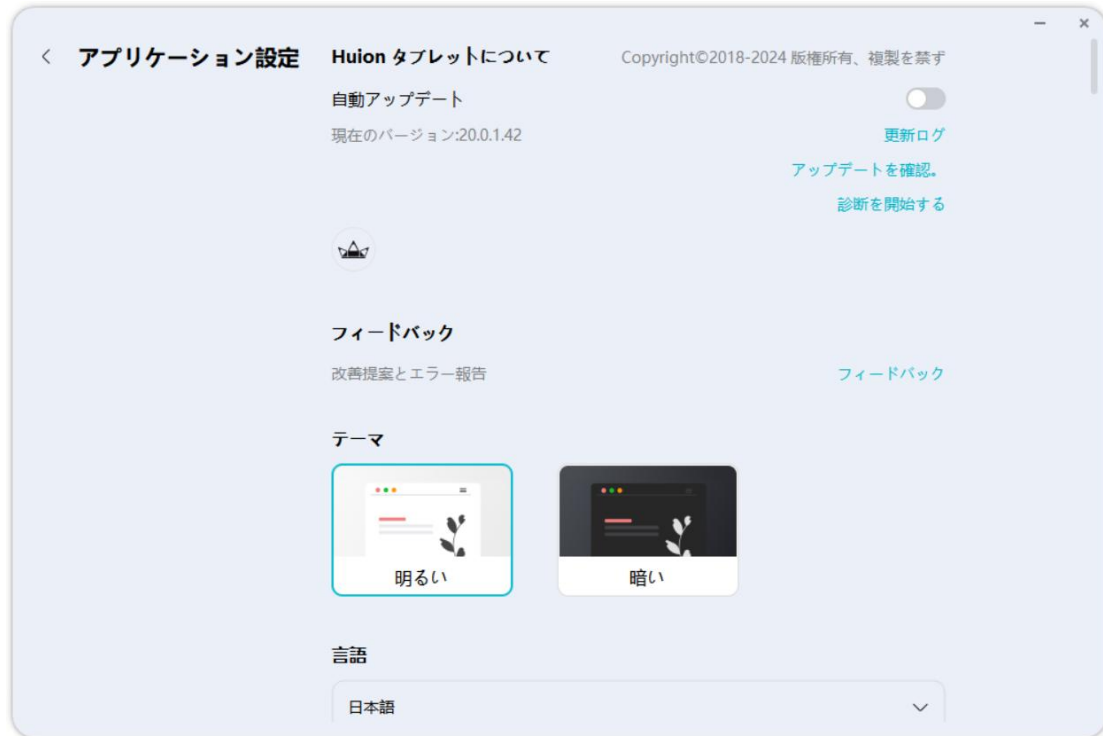 アプリケーション設定
Huion タブレットについて
Copyright©2018-2024 版権所有、複製を禁ず
自動アップデート
現在のバージョン:20.0.1.42
更新ログ
アップデートを確認。
診断を開始する
フィードバック
改善提案とエラー報告
フィードバック
テーマ
明るい
暗い
言語
日本語